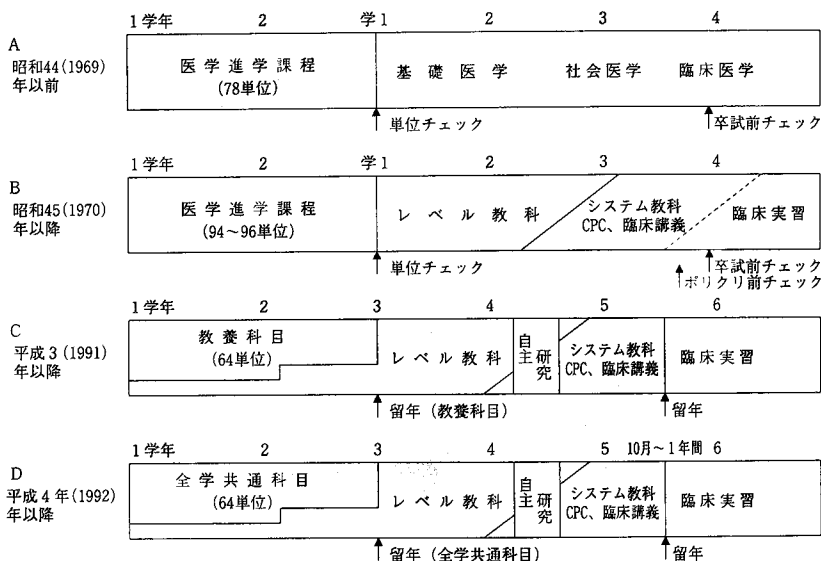 1学年 2 学1 2 3 4
A
昭和44(1969)
年以前
医学進学課程
(78単位)
基礎医学 社会医学 臨床医学
単位チェック 卒試前チェック
1学年 2 学1 2 3 4
B
昭和45(1970)
年以降
医学進学課程
(94～96単位)
レベル教科
システム教科
CPC、臨床講義
臨床実習
単位チェック 卒試前チェック
ポリクリ前チェック
1学年 2 3 4 5 6
C
平成3(1991)
年以降
教養科目
(64単位)
レベル教科
自主研究
システム教科
CPC、臨床講義
臨床実習
留年(教養科目) 留年
1学年 2 3 4 5 10月～1年間 6
D
平成4年(1992)
年以降
全学共通科目
(64単位)
レベル教科
自主研究
システム教科
CPC、臨床講義
臨床実習
留年(全学共通科目) 留年